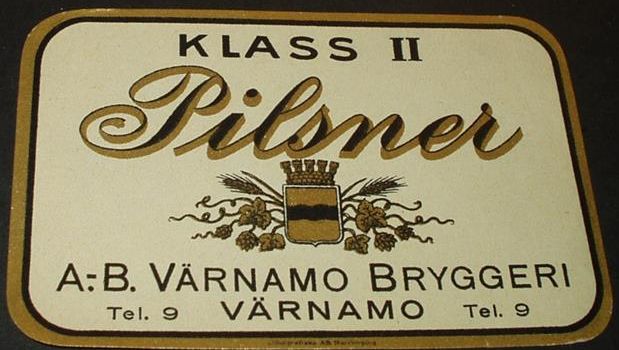 KLASS II
Pilsner
A.-B. VÄRNAMO BRYGGERI
Tel. 9 VÄRNAMO Tel. 9